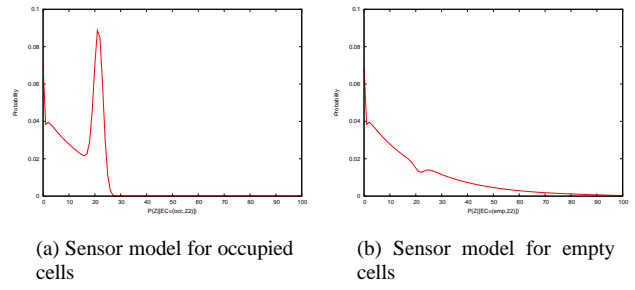 0.1
0.08
0.06
0.04
0.02
0
Probability
0 10 20 30 40 50 60 70 80 90 100
P(Z|[EC=(occ,22)])
0.1
0.08
0.06
0.04
0.02
0
Probability
0 10 20 30 40 50 60 70 80 90 100
P(Z|[EC=(emp,22)])
(a) Sensor model for occupied
cells
(b) Sensor model for empty
cells